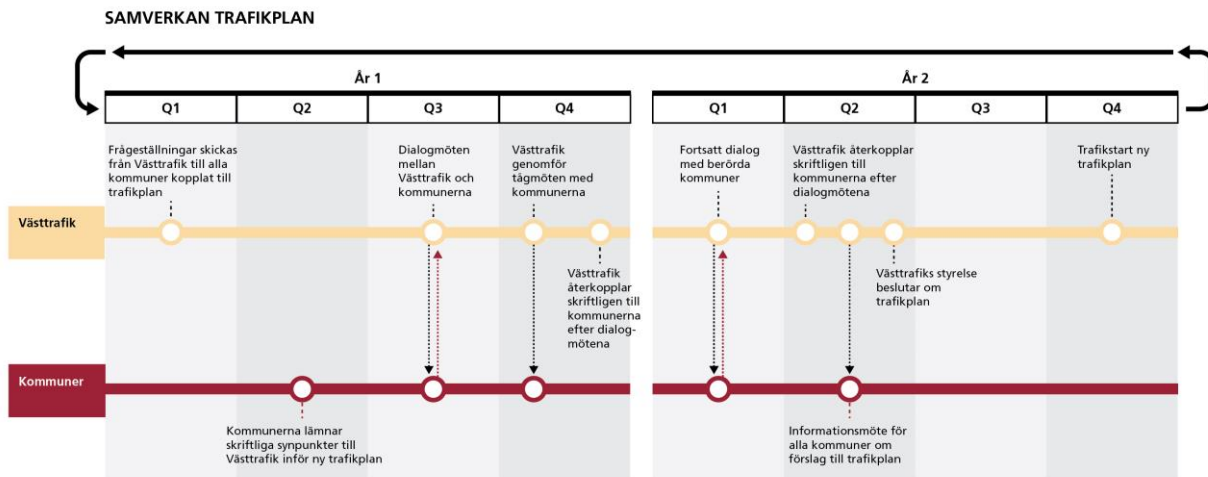 SAMVERKAN TRAFIKPLAN
År 1
År 2
Q1
Q2
Q3
Q4
Q1
Q2
Q3
Q4
Frågeställningar skickas
från Västtrafik till alla
kommuner kopplat till
trafikplan
Dialogmöten
mellan
Västtrafik och
kommunerna
Västtrafik
genomför
tågmöten med
kommunerna
Fortsatt dialog
med berörda
kommuner
Västtrafik återkopplar
skriftligen till
kommunerna efter
dialogmötena
Trafikstart ny
trafikplan
Västtrafik
Västtrafik
återkopplar
skriftligen till
kommunerna
efter dialog-
mötena
Västtrafiks styrelse
beslutar om
trafikplan
Kommuner
Kommunerna lämnar
skriftliga synpunkter till
Västtrafik inför ny trafikplan
Informationsmöte för
alla kommuner om
förslag till trafikplan